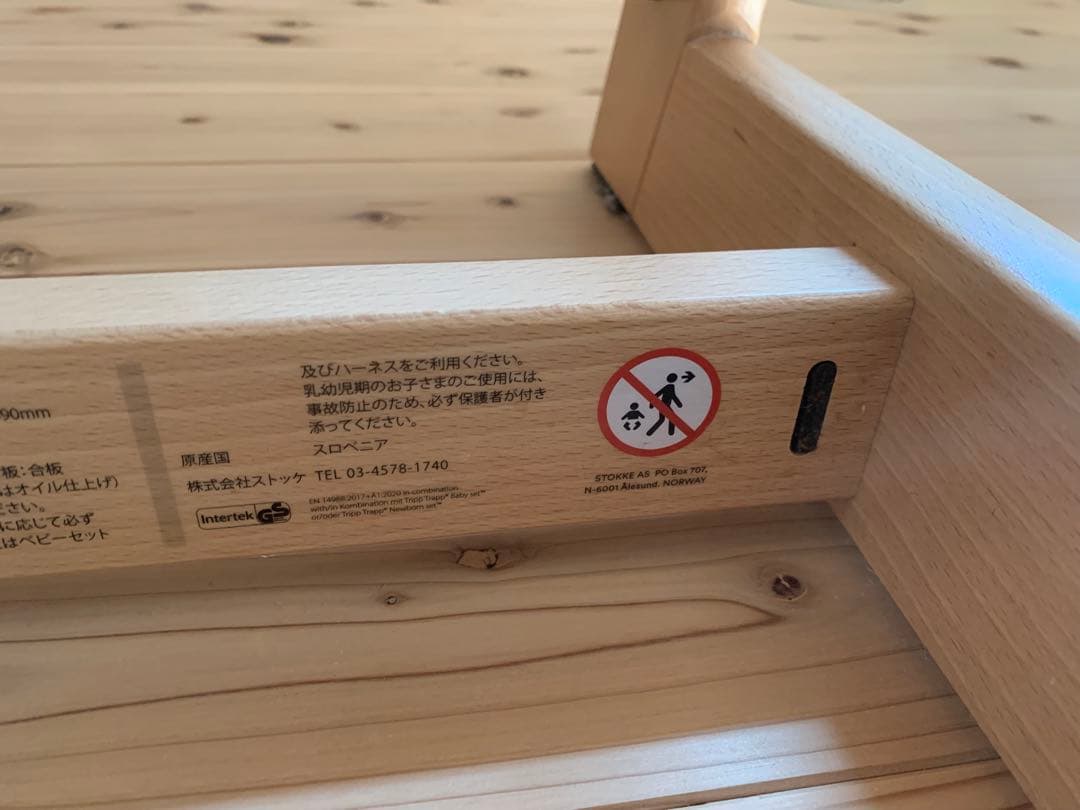 90mm
板：合板
はオイル仕上げ)
ださい。
に応じて必ず
はベビーセット
及びハーネスをご利用ください。
乳幼児期のお子さまのご使用には、
事故防止のため、必ず保護者が付き
添ってください。
原産国 スロベニア
株式会社ストッケ TEL 03-4578-1740
Intertek GS
EN 14988:2017+A1:2020 in combination
with/in Kombination mit Tripp Trapp® Baby set™
or/oder Tripp Trapp® Newborn set™
STOKKE AS PO Box 707,
N-6001 Ålesund, NORWAY